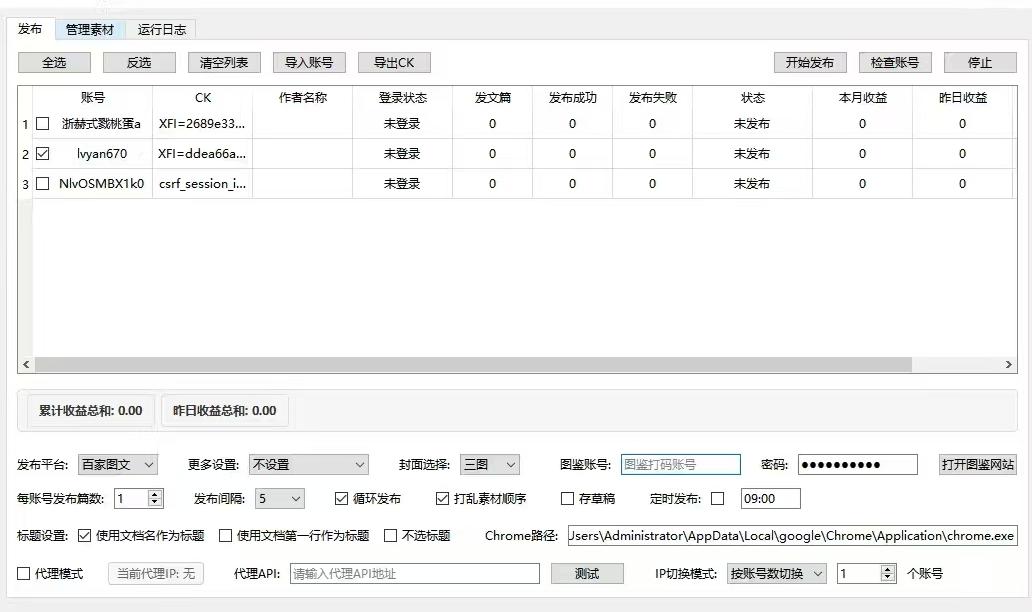 发布 管理素材 运行日志
全选 反选 清空列表 导入账号 导出CK 开始发布 检查账号 停止
账号 CK 作者名称 登录状态 发文篇 发布成功 发布失败 状态 本月收益 昨日收益
1 浙赫式戮桃蛋a XFI=2689e33... 未登录 0 0 0 未发布 0 0
2 lvyan670 XFI=ddea66a... 未登录 0 0 0 未发布 0 0
3 NlvOSMBX1k0 csrf_session_i... 未登录 0 0 0 未发布 0 0
累计收益总和: 0.00 昨日收益总和: 0.00
发布平台: 百家图文 更多设置: 不设置 封面选择: 三图 图鉴账号: 图鉴打码账号 密码: ●●●●●●●●●● 打开图鉴网站
每账号发布篇数: 1 发布间隔: 5 循环发布 打乱素材顺序 存草稿 定时发布: 09:00
标题设置: 使用文档名作为标题 使用文档第一行作为标题 不选标题 Chrome路径: Jsers\Administrator\AppData\Local\google\Chrome\Application\chrome.exe
代理模式 当前代理IP: 无 代理API: 请输入代理API地址 测试 IP切换模式: 按账号数切换 1 个账号